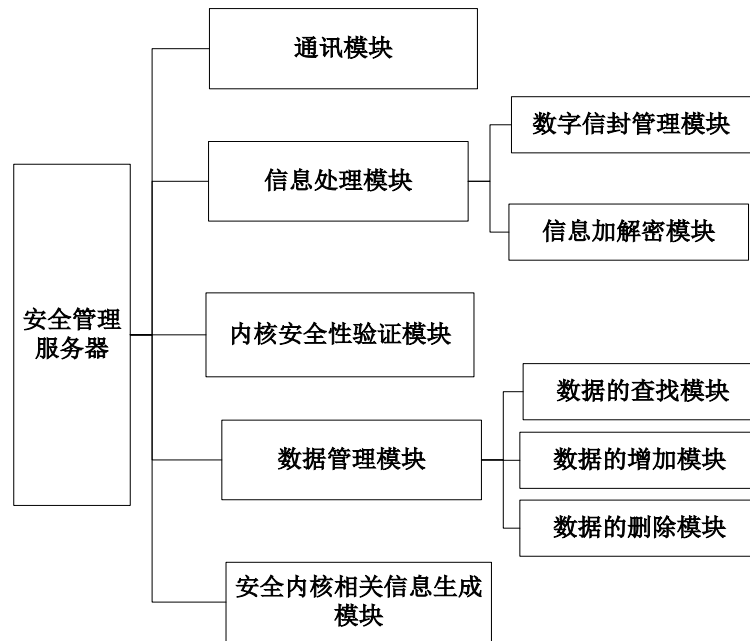 通讯模块
数字信封管理模块
信息处理模块
信息加解密模块
安全管理
服务器
内核安全性验证模块
数据的查找模块
数据管理模块
数据的增加模块
数据的删除模块
安全内核相关信息生成
模块